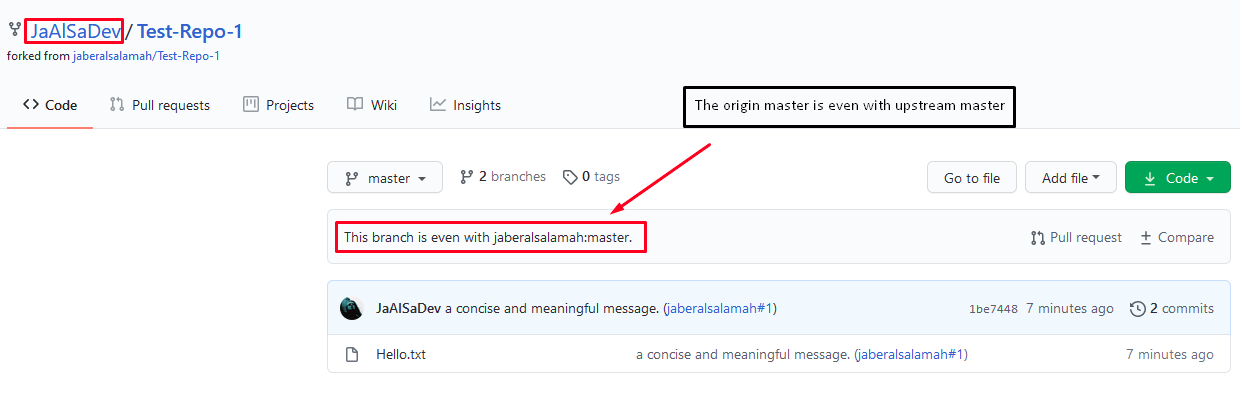 JaAlSaDev / Test-Repo-1
forked from jaberalsalamah/Test-Repo-1
Code Pull requests Projects Wiki Insights
The origin master is even with upstream master
master 2 branches 0 tags Go to file Add file Code
This branch is even with jaberalsalamah:master. Pull request Compare
JaAlSaDev a concise and meaningful message. (jaberalsalamah#1) 1be7448 7 minutes ago 2 commits
Hello.txt a concise and meaningful message. (jaberalsalamah#1) 7 minutes ago